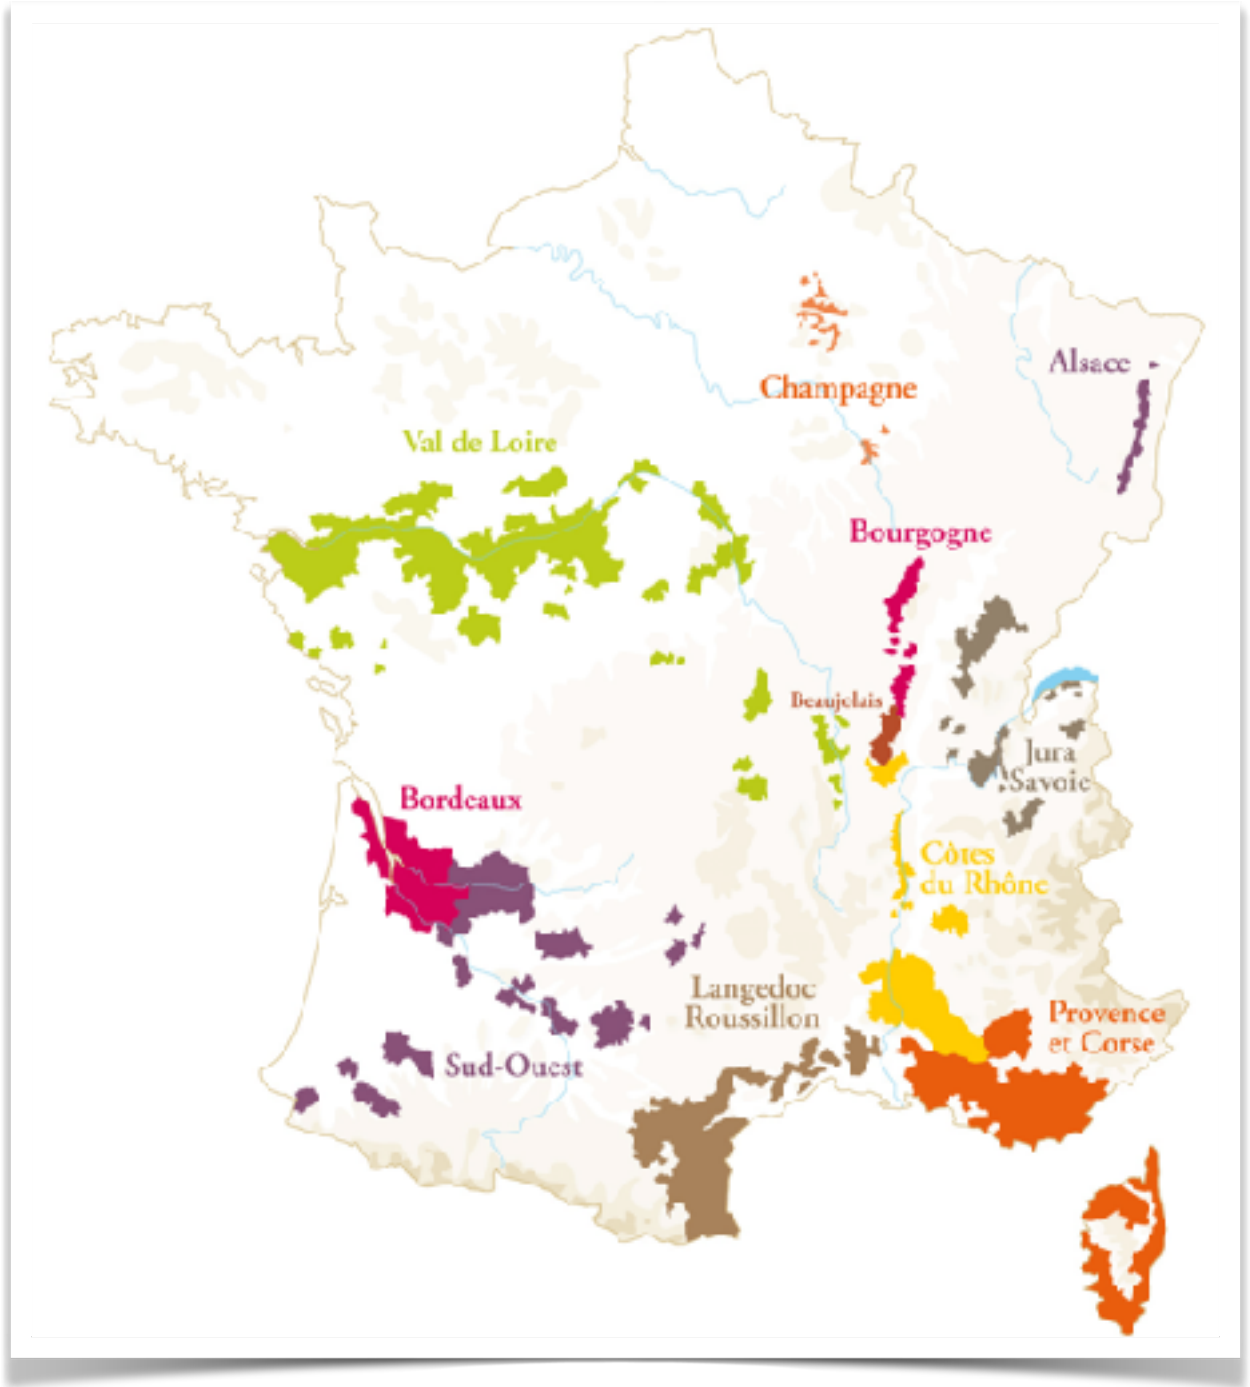 Alsace
Champagne
Val de Loire
Bourgogne
Beaujolais
Jura
Savoie
Bordeaux
Côtes
du Rhône
Langedoc
Roussillon
Provence
et Corse
Sud-Ouest